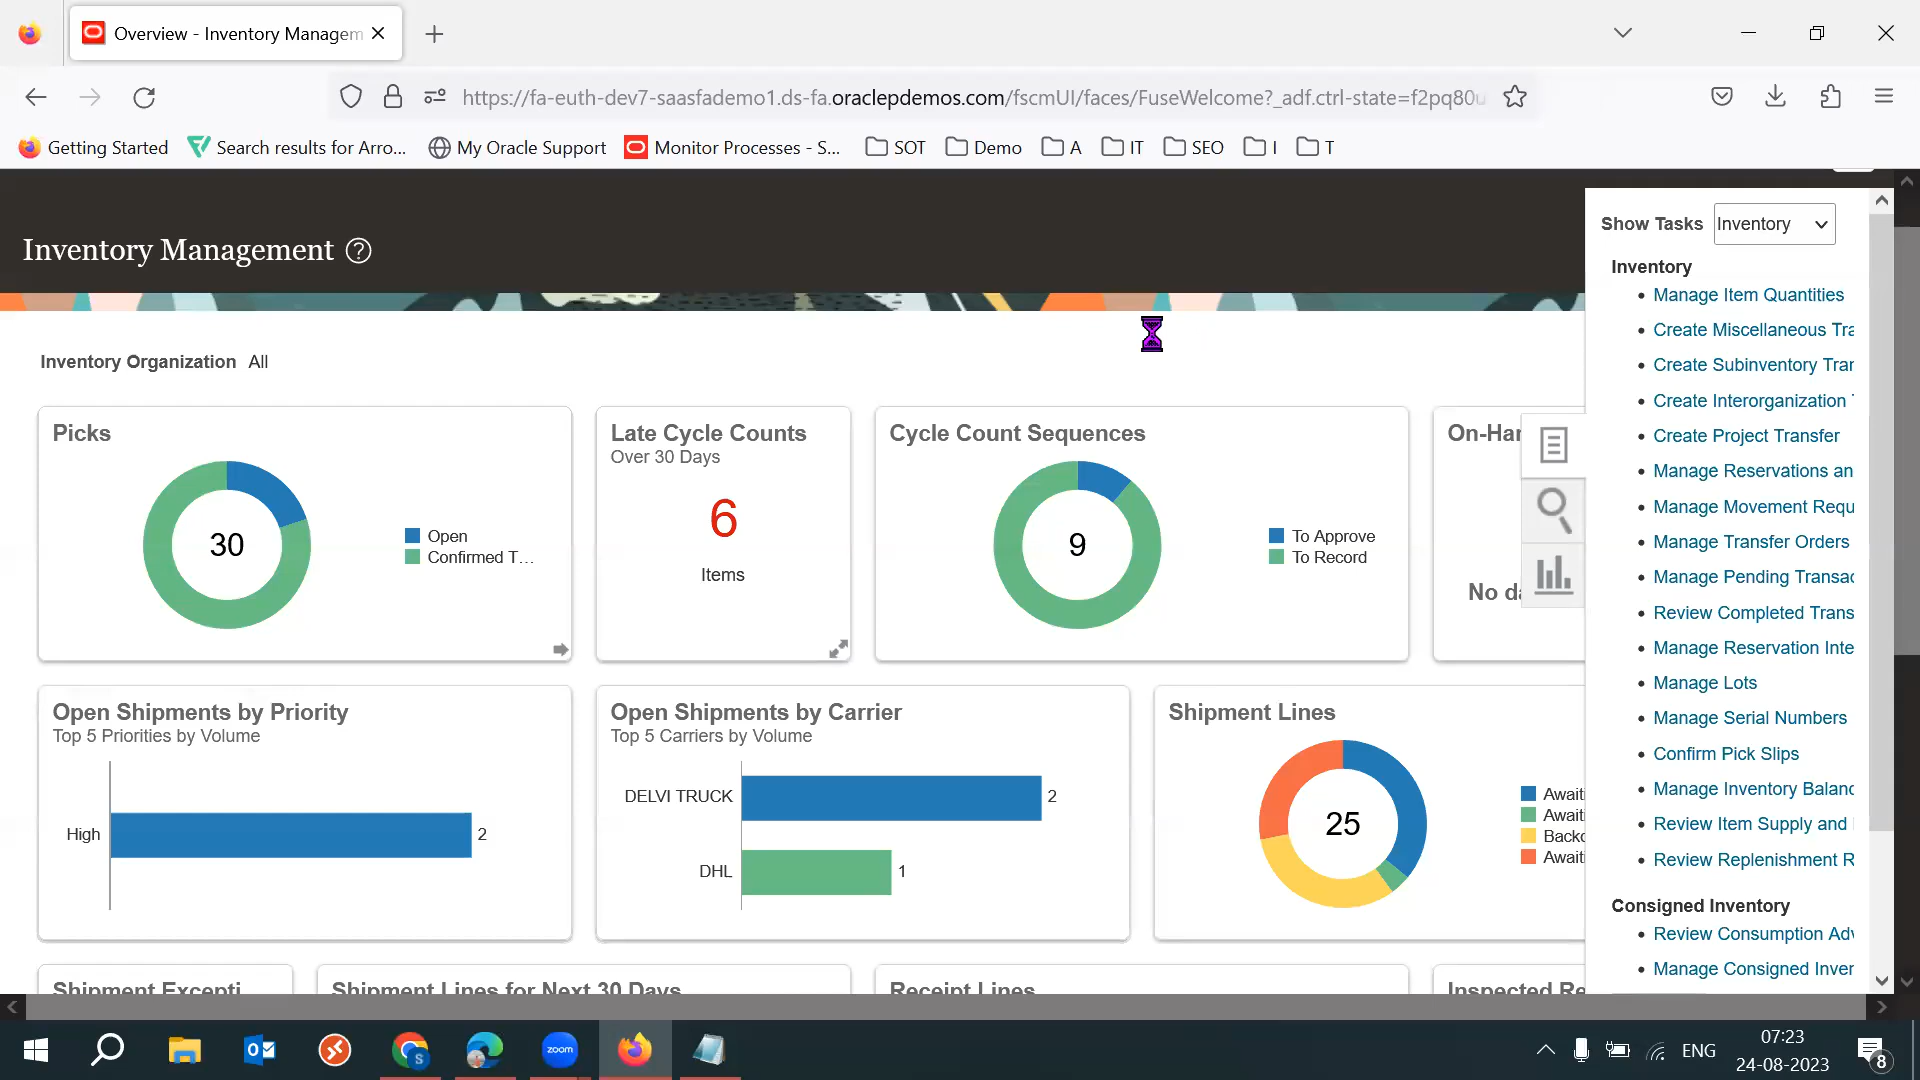 Overview - Inventory Managem
https://fa-euth-dev7-saasfademo1.ds-fa.oraclepdemos.com/fscmUI/faces/FuseWelcome?_adf.ctrl-state=f2pq80u
Getting Started
Search results for Arro...
My Oracle Support
Monitor Processes - S...
SOT
Demo
A
IT
SEO
I
T
Inventory Management
Show Tasks Inventory
Inventory
Manage Item Quantities
Create Miscellaneous Tra
Create Subinventory Trar
Create Interorganization
Create Project Transfer
Manage Reservations an
Manage Movement Requ
Manage Transfer Orders
Manage Pending Transac
Review Completed Trans
Manage Reservation Inte
Manage Lots
Manage Serial Numbers
Confirm Pick Slips
Manage Inventory Balanc
Review Item Supply and
Review Replenishment R
Consigned Inventory
Review Consumption Adv
Manage Consigned Inver
Inventory Organization All
Picks
30
Open
Confirmed T...
Late Cycle Counts
Over 30 Days
6
Items
Cycle Count Sequences
9
To Approve
To Record
On-Har
No da
Open Shipments by Priority
Top 5 Priorities by Volume
High
2
Open Shipments by Carrier
Top 5 Carriers by Volume
DELVI TRUCK
2
DHL
1
Shipment Lines
25
Awaiti
Awaiti
Backo
Awaiti
Shipment Excepti
Shipment Lines for Next 30 Days
Receipt Lines
Inspected Re
zoom
ENG
07:23
24-08-2023
8